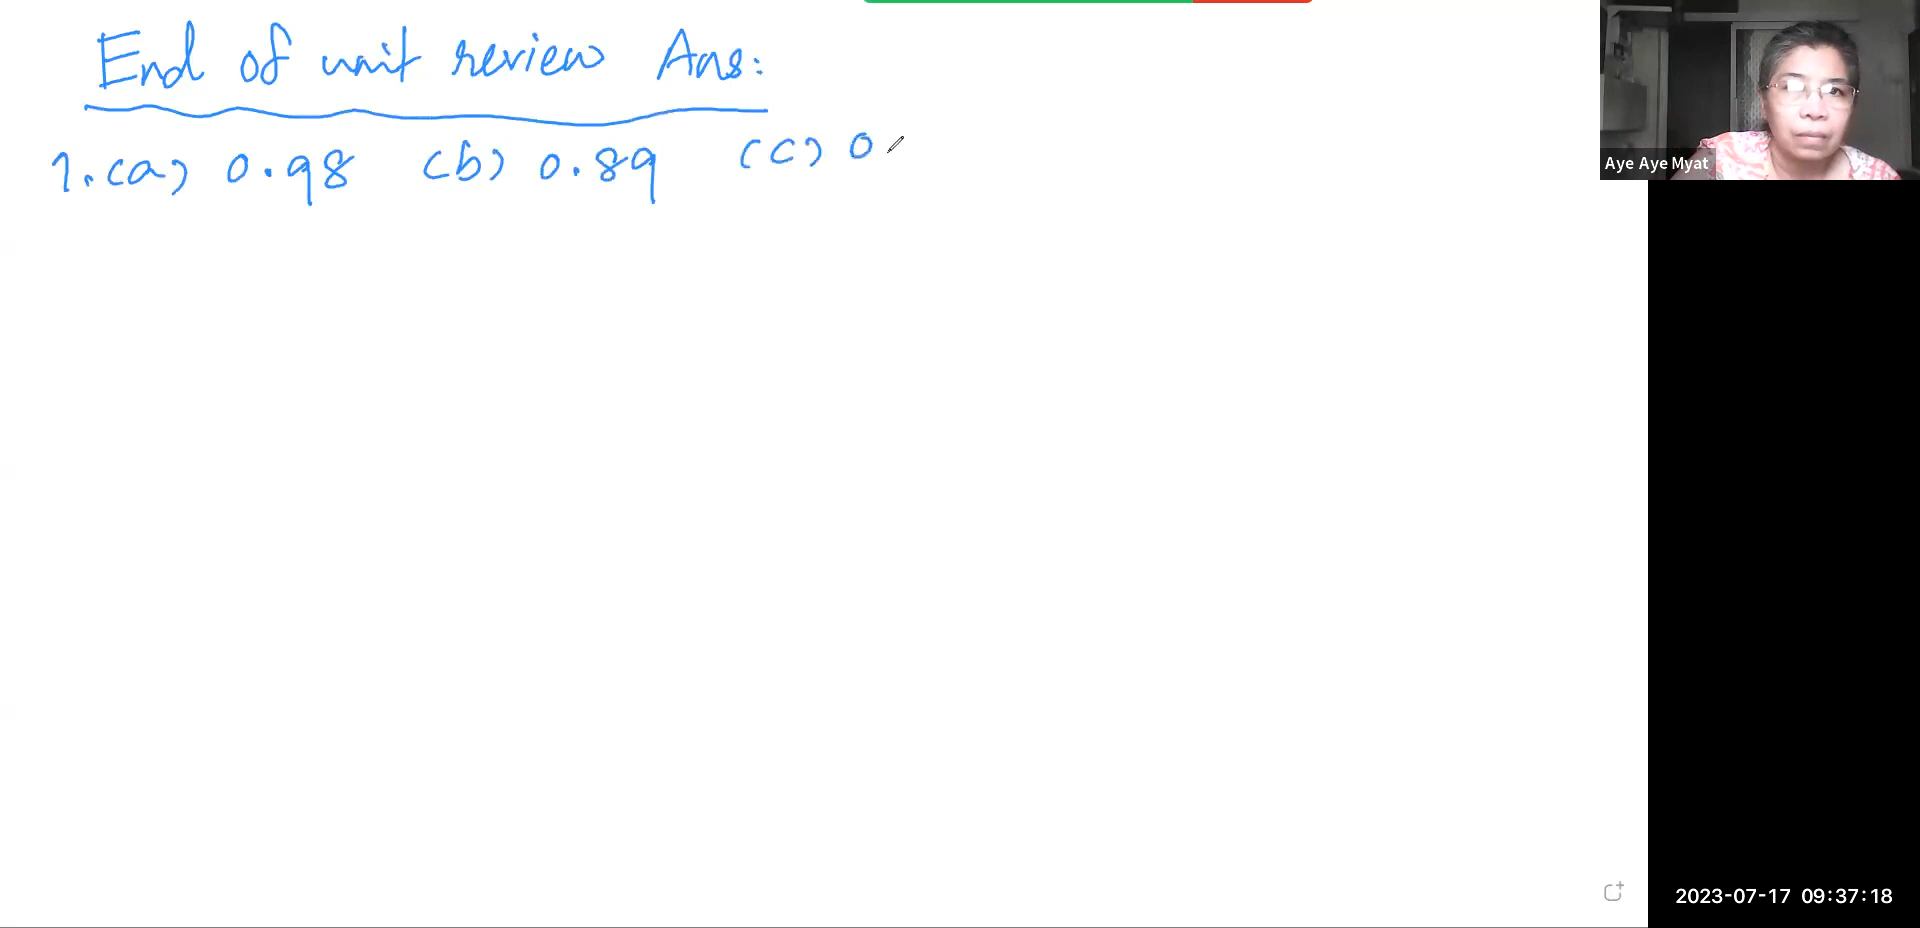 End of unit review Ans:
1. (a) 0.98 (b) 0.89 (c) 0
Aye Aye Myat
2023-07-17 09:37:18